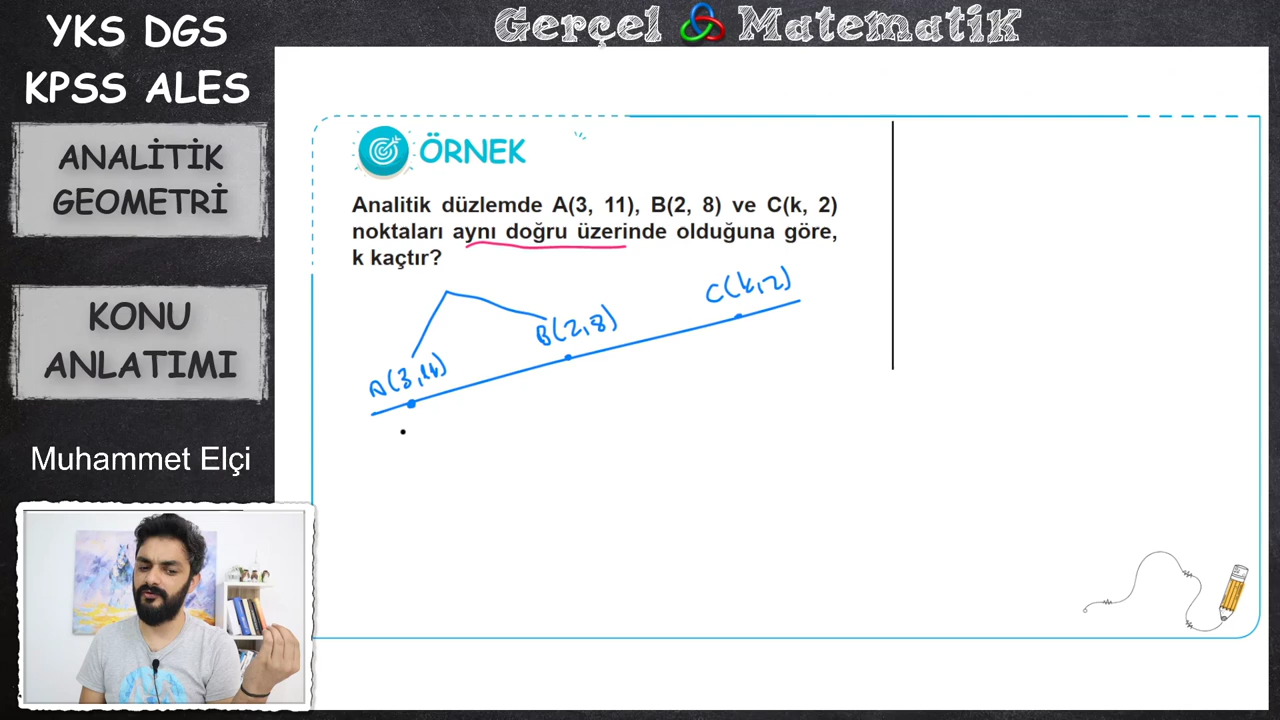 Gerçel Matematik
YKS DGS
KPSS ALES
ANALİTİK
GEOMETRİ
KONU
ANLATIMI
Muhammet Elçi
ÖRNEK
Analitik düzlemde A(3, 11), B(2, 8) ve C(k, 2)
noktaları aynı doğru üzerinde olduğuna göre,
k kaçtır?
C(k,2)
B(2,8)
A(3,11)